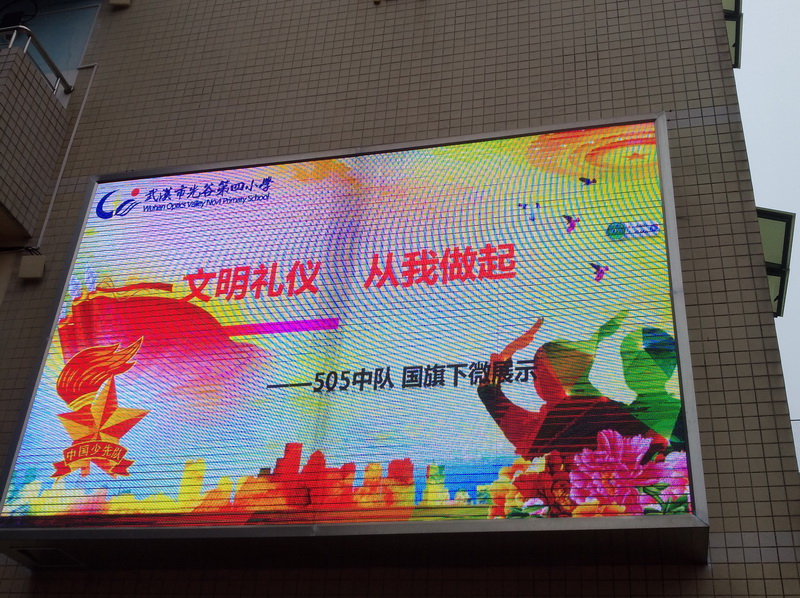 武汉市光谷第四小学
Wuhan Optics Valley No.4 Primary School
文明礼仪 从我做起
——505中队 国旗下微展示
中国少先队